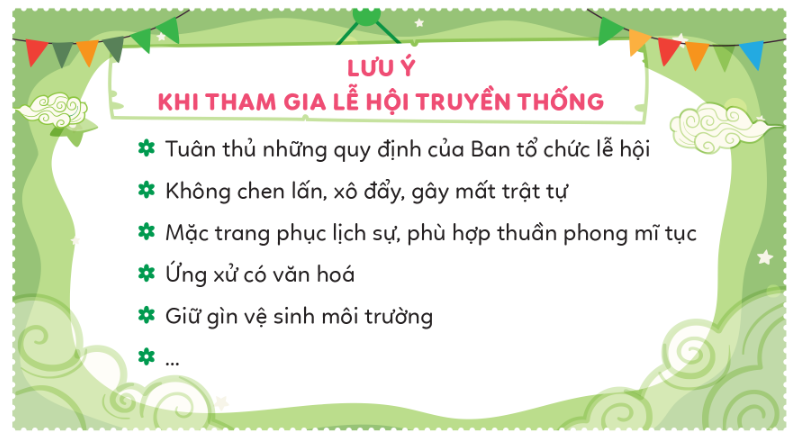 LƯU Ý
KHI THAM GIA LỄ HỘI TRUYỀN THỐNG
Tuân thủ những quy định của Ban tổ chức lễ hội
Không chen lấn, xô đẩy, gây mất trật tự
Mặc trang phục lịch sự, phù hợp thuần phong mĩ tục
Ứng xử có văn hoá
Giữ gìn vệ sinh môi trường
...